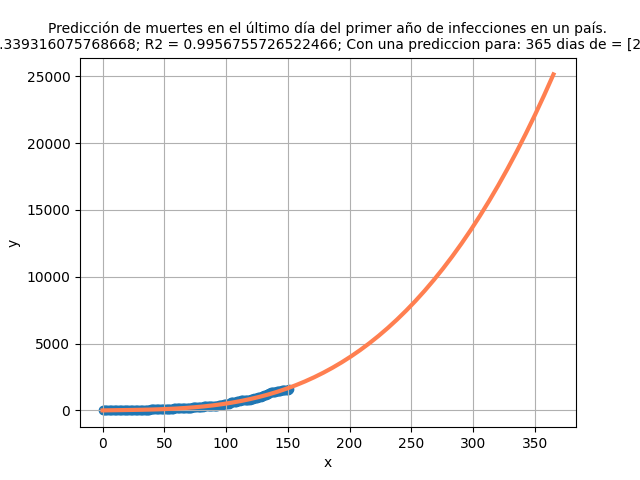 Predicción de muertes en el último día del primer año de infecciones en un país.
.339316075768668; R2 = 0.9956755726522466; Con una prediccion para: 365 dias de = [2
25000
20000
15000
10000
5000
0
y
0 50 100 150 200 250 300 350
x